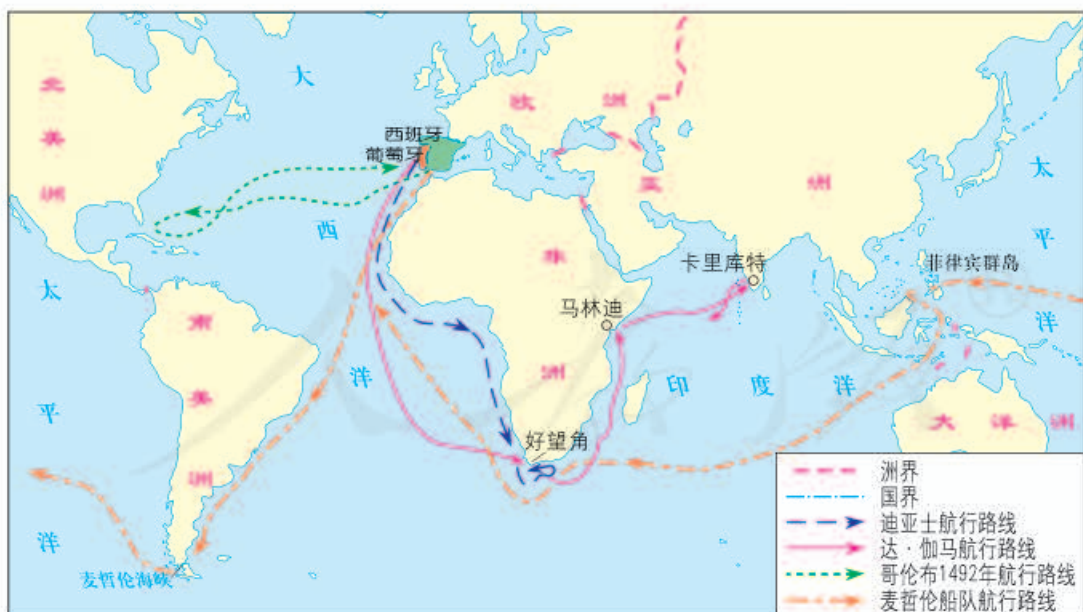 北美洲
大
西
洋
欧 洲
亚 洲
西班牙
葡萄牙
非洲
太平洋
太平洋
南美洲
卡里库特
马林迪
菲律宾群岛
印 度 洋
好望角
大 洋 洲
麦哲伦海峡
洲界
国界
迪亚士航行路线
达·伽马航行路线
哥伦布1492年航行路线
麦哲伦船队航行路线